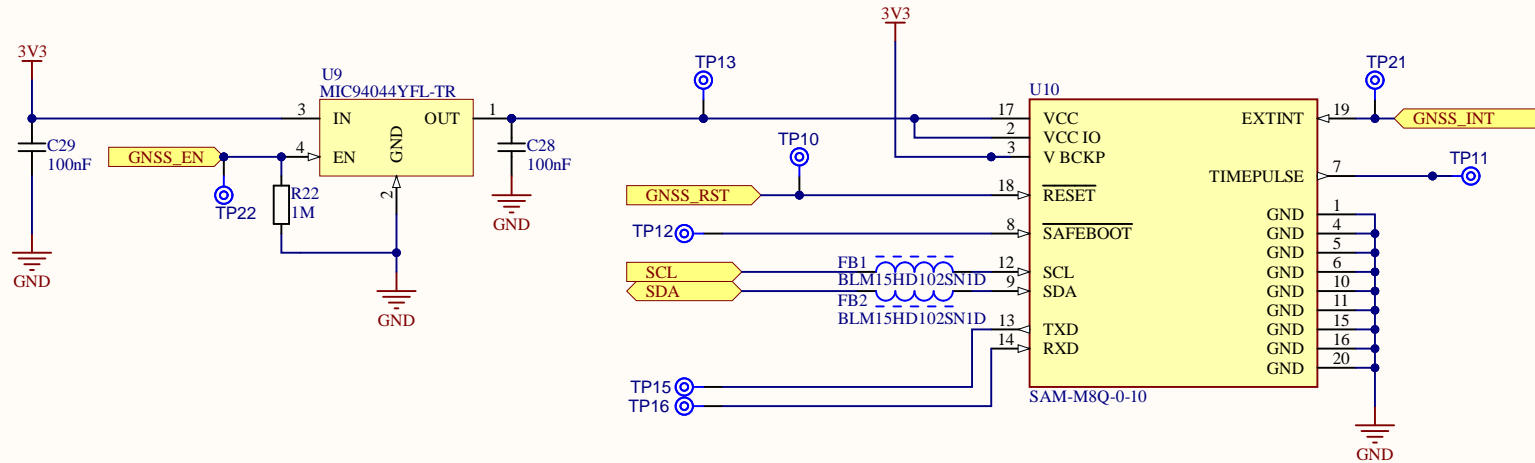 3V3
C29
100nF
GND
GNSS_EN
TP22
R22
1M
U9
MIC94044YFL-TR
3
IN
OUT
1
4
EN
GND
2
GND
C28
100nF
GND
TP13
3V3
TP10
GNSS_RST
TP12
SCL
SDA
FB1
BLM15HD102SN1D
FB2
BLM15HD102SN1D
TP15
TP16
U10
17
VCC
2
VCC IO
3
V BCKP
18
RESET
8
SAFEBOOT
12
SCL
9
SDA
13
TXD
14
RXD
EXTINT
19
TIMEPULSE
7
GND
1
GND
4
GND
5
GND
6
GND
10
GND
11
GND
15
GND
16
GND
20
SAM-M8Q-0-10
TP21
GNSS_INT
TP11
GND